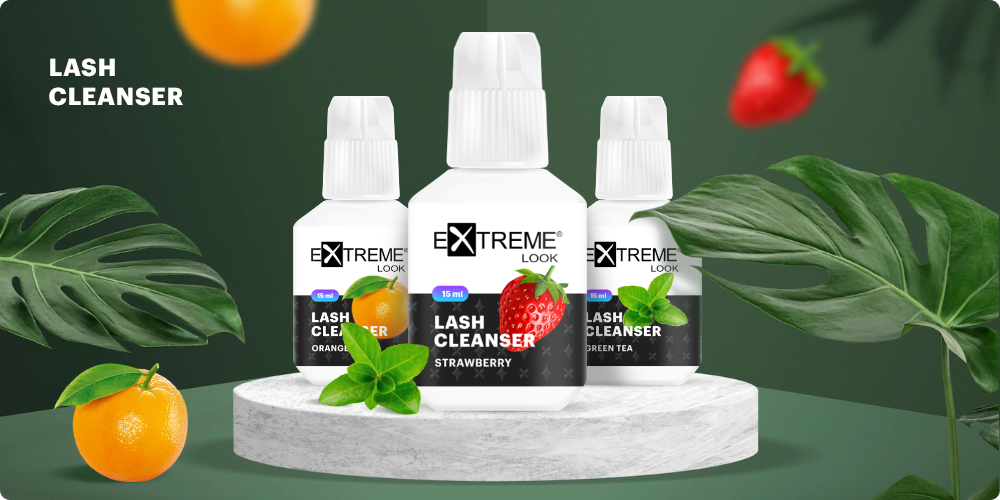 LASH
CLEANSER
EXTREME®
LOOK
15 ml
LASH
CLEANSER
ORANGE
EXTREME®
LOOK
15 ml
LASH
CLEANSER
STRAWBERRY
EXTREME
LOOK
15 ml
LASH
CLEANSER
GREEN TEA